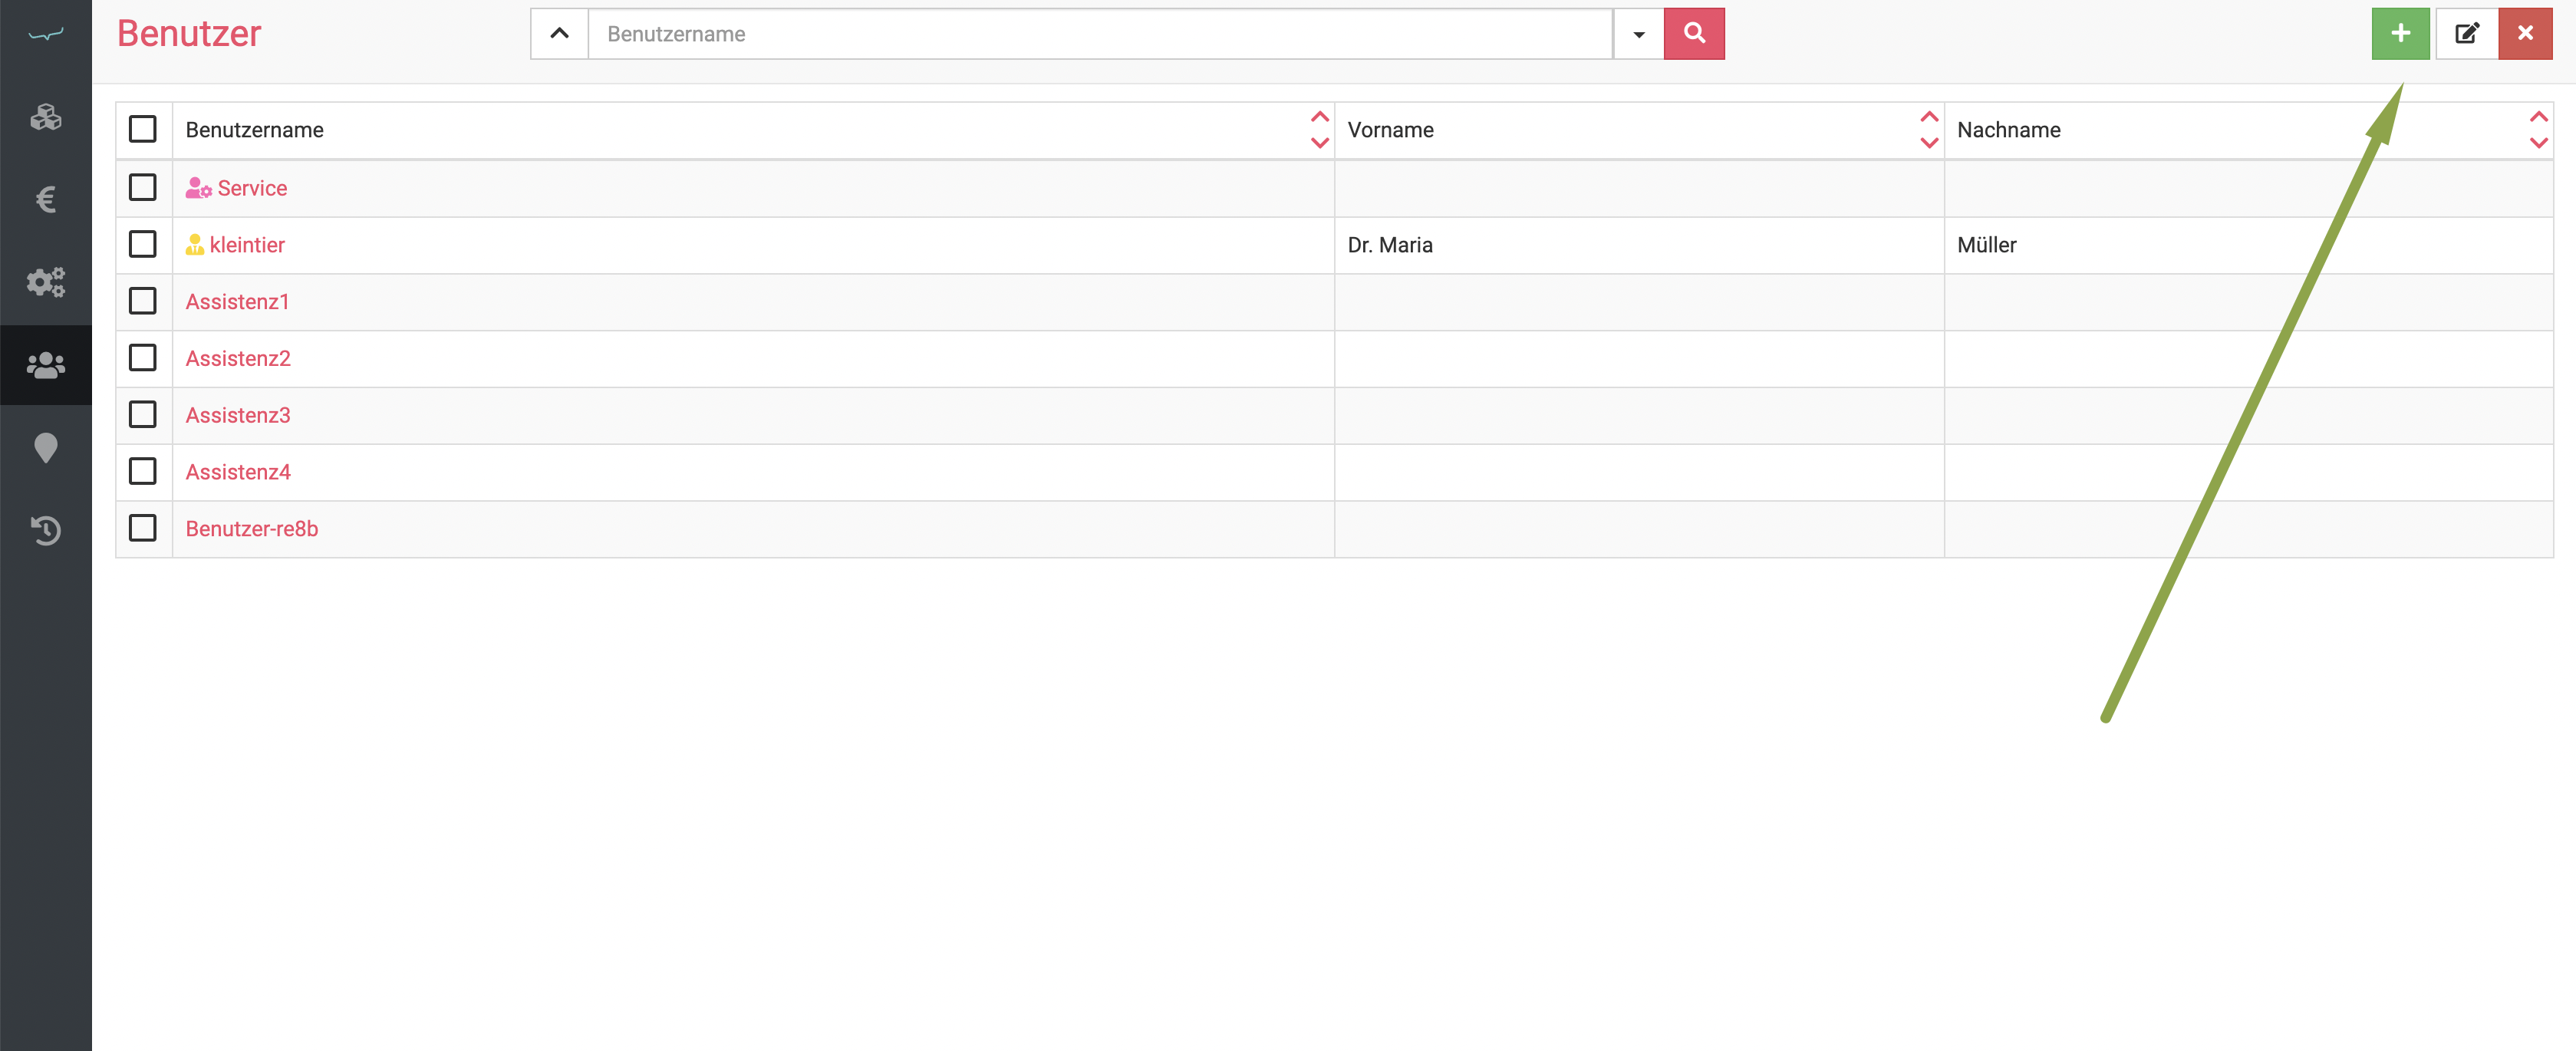 Benutzer
Benutzername
Benutzername Vorname Nachname
Service
kleintier Dr. Maria Müller
Assistenz1
Assistenz2
Assistenz3
Assistenz4
Benutzer-re8b